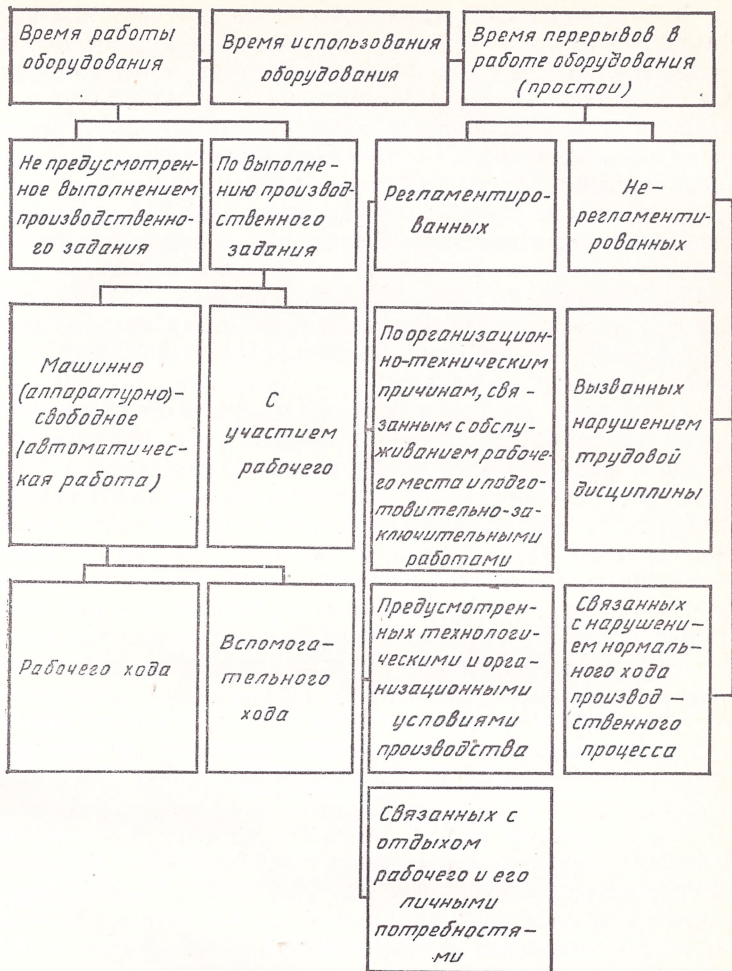 Время работы
оборудования
Время использования
оборудования
Время перерывов в
работе оборудования
(простои)
Не предусмотрен-
ное выполнением
производственно-
го задания
По выполне-
нию производ-
ственного
задания
Регламентиро-
ванных
Не-
регламенти-
рованных
Машинно
(аппаратурно)-
свободное
(автоматичес-
кая работа)
С
участием
рабочего
По организацион-
но-техническим
причинам, свя-
занным с обслу-
живанием рабоче-
го места и подго-
товительно-за-
ключительными
работами
Вызванных
нарушением
трудовой
дисциплины
Рабочего хода
Вспомога-
тельного
хода
Предусмотрен-
ных технологи-
ческими и орга-
низационными
условиями
производства
Связанных
с нарушени-
ем нормаль-
ного хода
производ-
ственного
процесса
Связанных с
отдыхом
рабочего и его
личными
потребностя-
ми